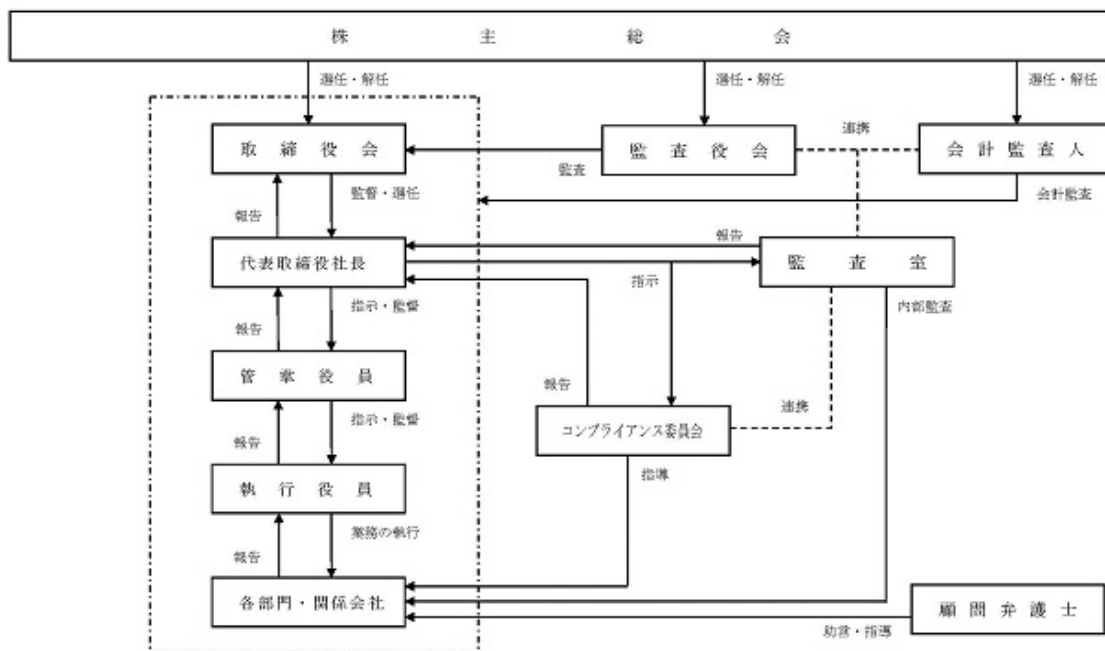 株主総会
選任・解任
選任・解任
選任・解任
連携
取締役会
監査役会
会計監査人
監査
監督・選任
会計監査
報告
報告
代表取締役社長
監査室
指示
指示・監督
内部監査
報告
管掌役員
報告
連携
指示・監督
コンプライアンス委員会
報告
指導
執行役員
業務の執行
報告
各部門・関係会社
顧問弁護士
助言・指導